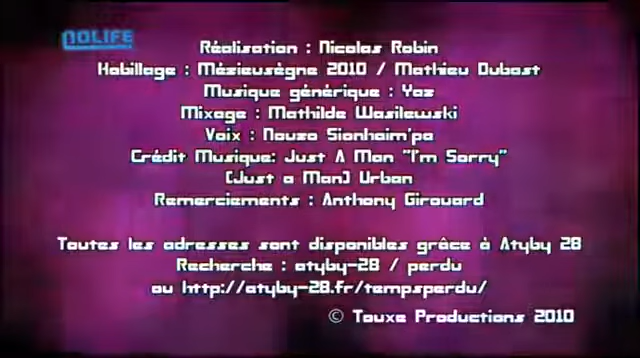 NOLIFE
Réalisation : Nicolas Robin
Habillage : Mézieusègne 2010 / Mathieu Dubost
Musique générique : Yaz
Mixage : Mathilde Wasilewski
Voix : Nouza Sionhaim'pa
Crédit Musique: Just A Man "I'm Sorry"
(Just a Man) Urban
Remerciements : Anthony Girouard
Toutes les adresses sont disponibles grâce à Atyby 28
Recherche : atyby-28 / perdu
ou http://atyby-28.fr/tempsperdu/
© Touxe Productions 2010